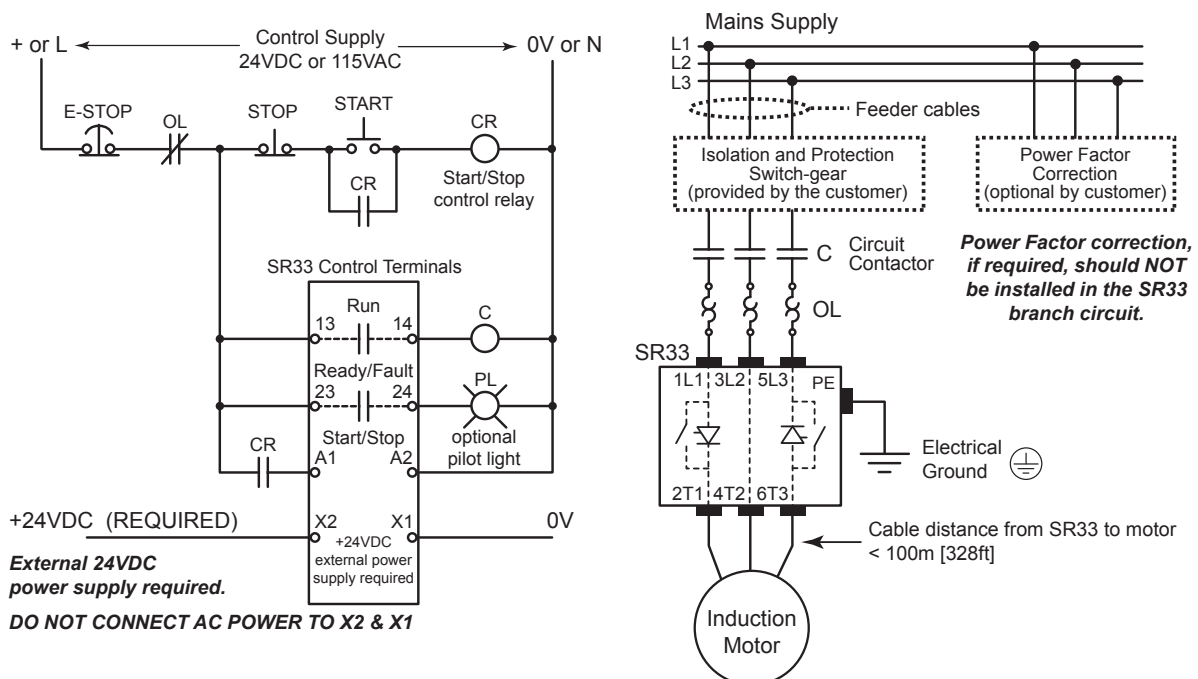 + or L
Control Supply
24VDC or 115VAC
0V or N
E-STOP
OL
STOP
START
CR
CR
Start/Stop
control relay
SR33 Control Terminals
Run
13
14
C
Ready/Fault
23
24
PL
optional
pilot light
Start/Stop
CR
A1
A2
+24VDC (REQUIRED)
X2
X1
0V
+24VDC
external power
supply required
External 24VDC
power supply required.
DO NOT CONNECT AC POWER TO X2 & X1
Mains Supply
L1
L2
L3
Feeder cables
Isolation and Protection
Switch-gear
(provided by the customer)
Power Factor
Correction
(optional by customer)
C
Circuit
Contactor
Power Factor correction,
if required, should NOT
be installed in the SR33
branch circuit.
OL
SR33
1L1
3L2
5L3
PE
Electrical
Ground
2T1
4T2
6T3
Cable distance from SR33 to motor
< 100m [328ft]
Induction
Motor